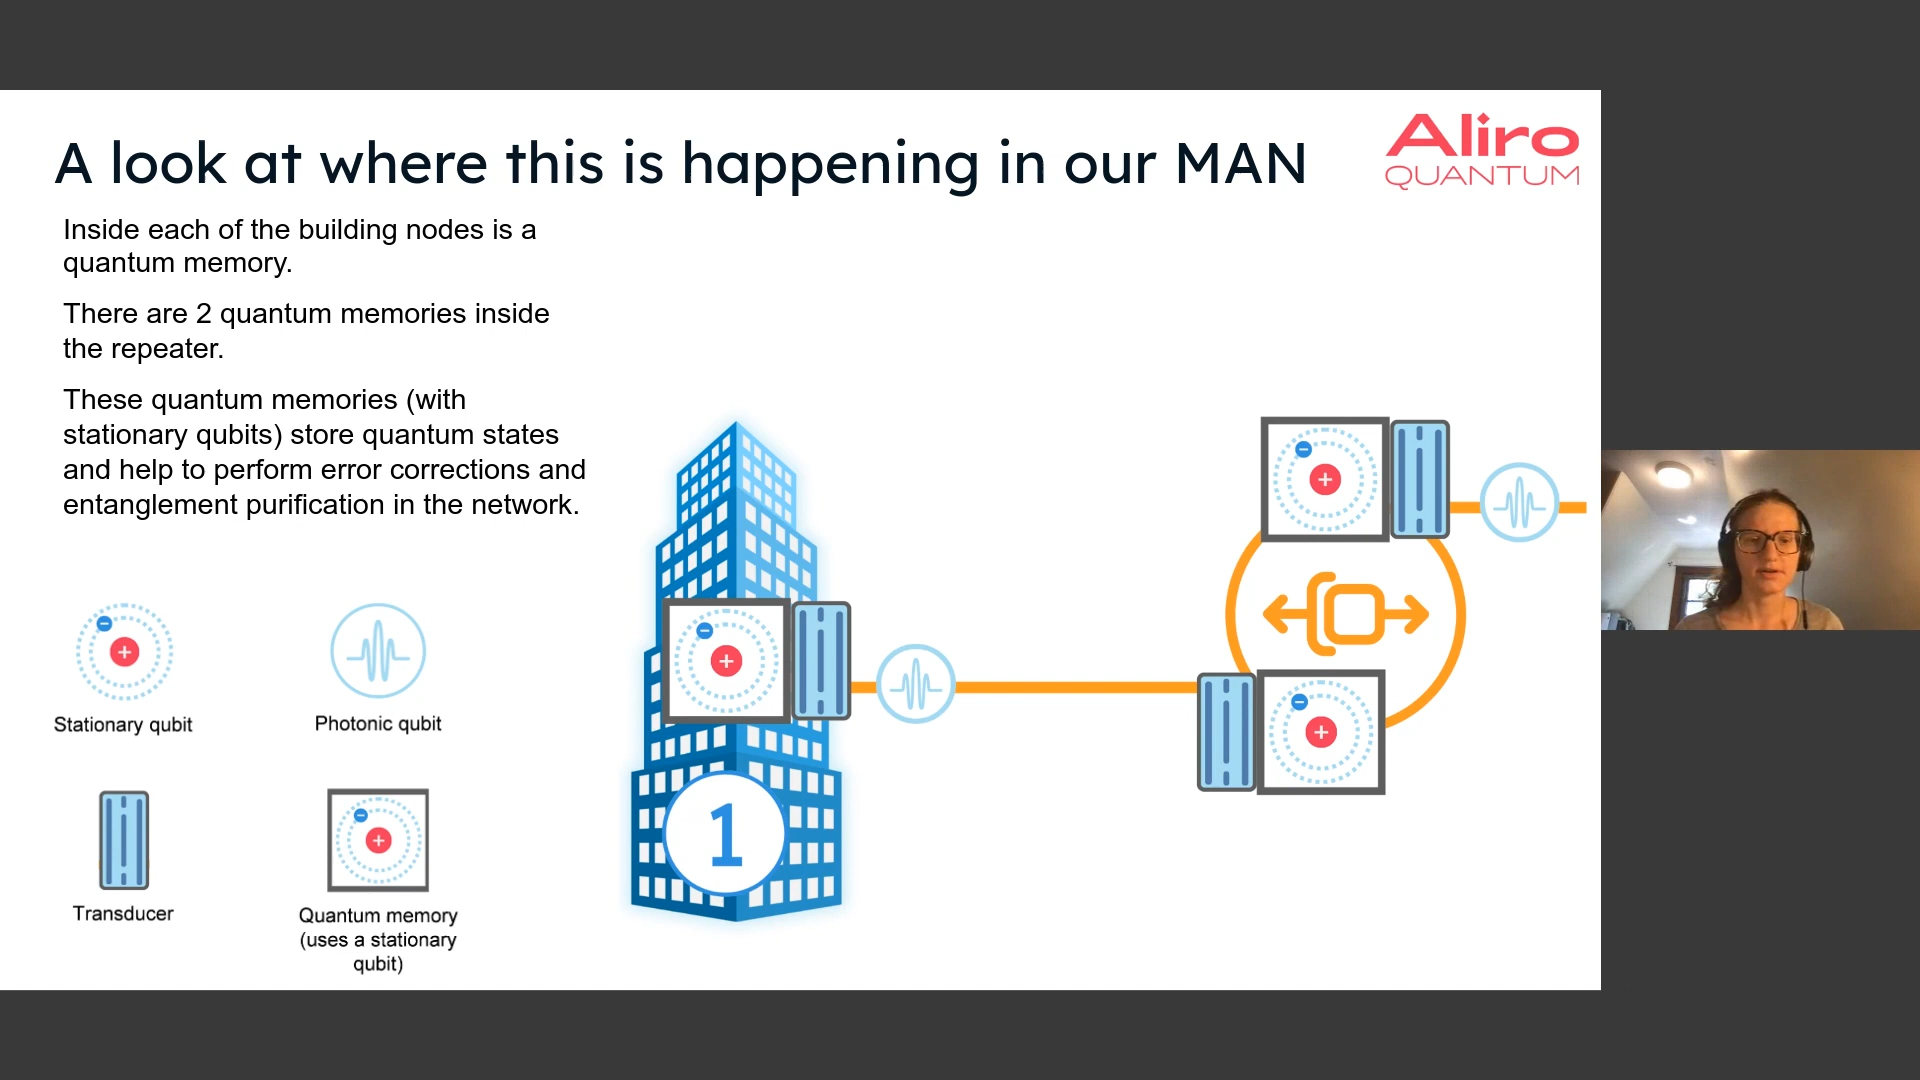 A look at where this is happening in our MAN
Aliro
QUANTUM
Inside each of the building nodes is a
quantum memory.
There are 2 quantum memories inside
the repeater.
These quantum memories (with
stationary qubits) store quantum states
and help to perform error corrections and
entanglement purification in the network.
Stationary qubit
Photonic qubit
Transducer
Quantum memory
(uses a stationary
qubit)
1